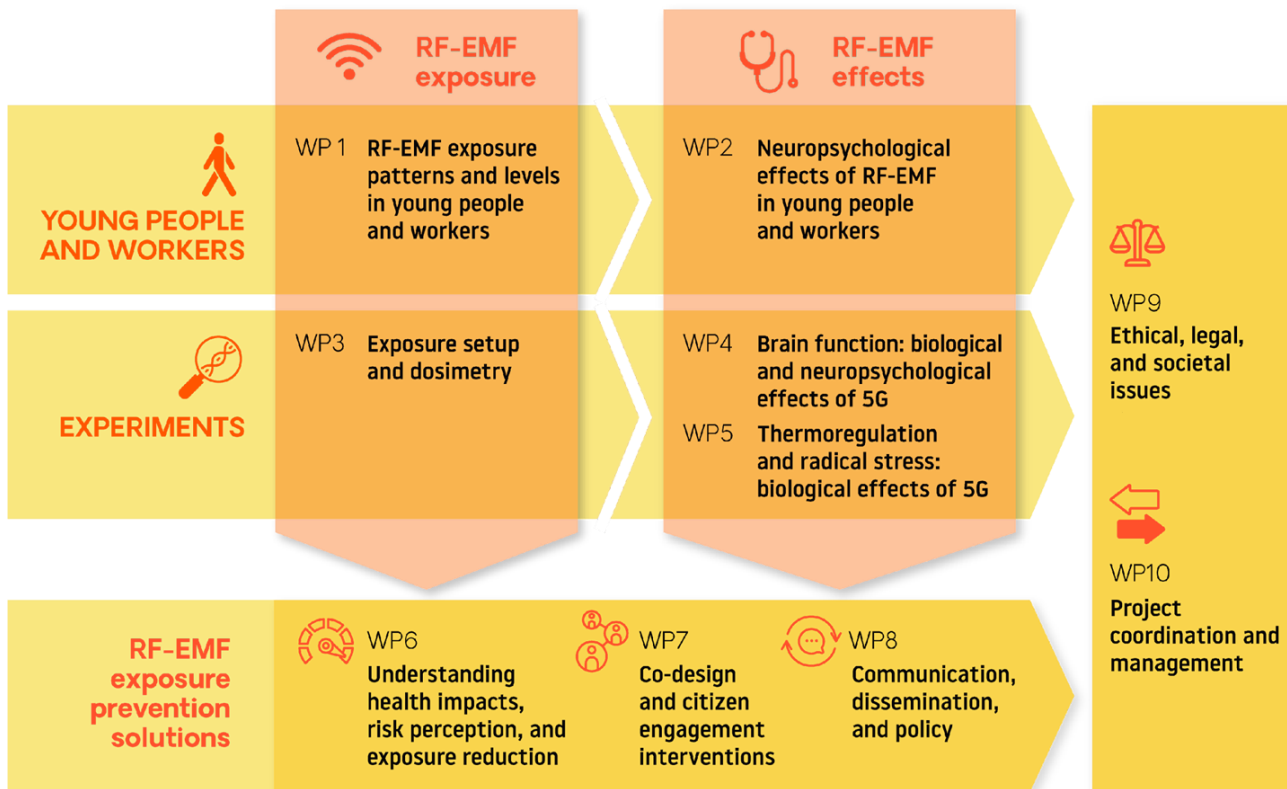 RF-EMF
exposure
RF-EMF
effects
YOUNG PEOPLE
AND WORKERS
WP 1
RF-EMF exposure
patterns and levels
in young people
and workers
WP2
Neuropsychological
effects of RF-EMF
in young people
and workers
EXPERIMENTS
WP3
Exposure setup
and dosimetry
WP4
Brain function: biological
and neuropsychological
effects of 5G
WP5
Thermoregulation
and radical stress:
biological effects of 5G
RF-EMF
exposure
prevention
solutions
WP6
Understanding
health impacts,
risk perception, and
exposure reduction
WP7
Co-design
and citizen
engagement
interventions
WP8
Communication,
dissemination,
and policy
WP9
Ethical, legal,
and societal
issues
WP10
Project
coordination and
management